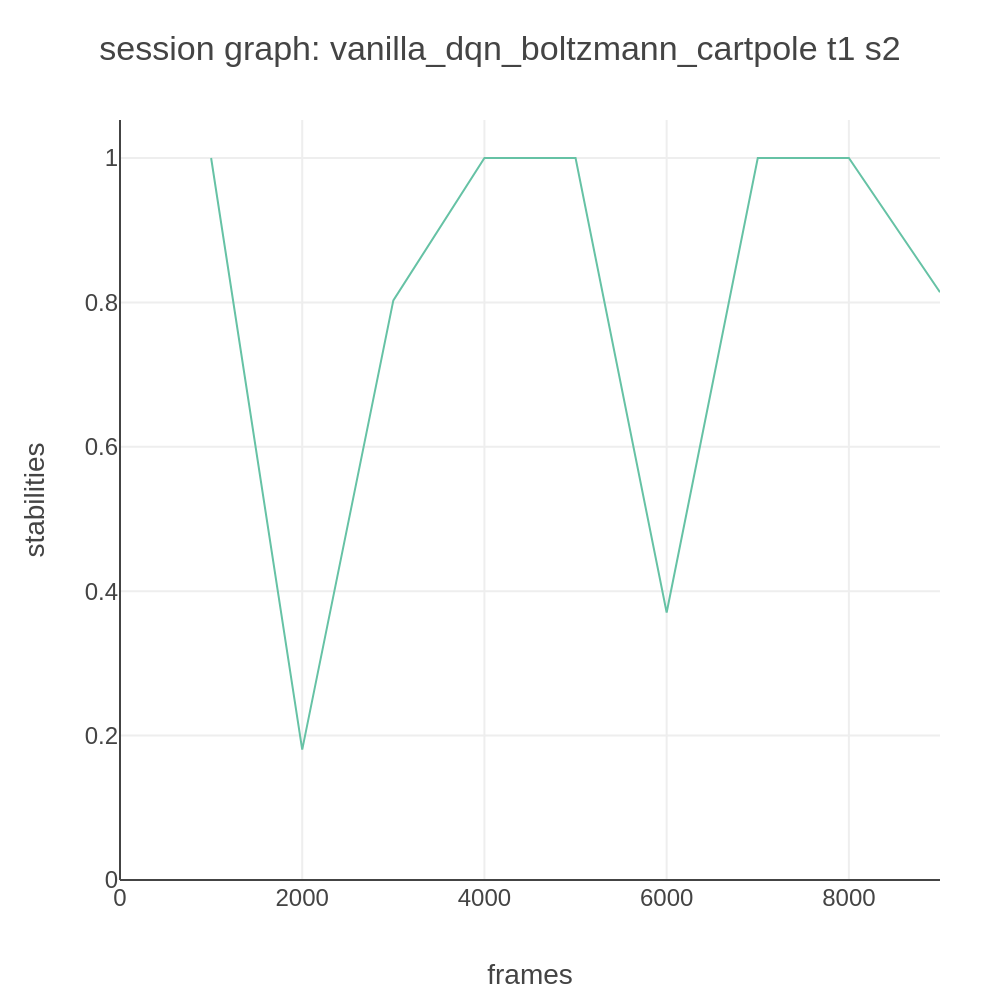 session graph: vanilla_dqn_boltzmann_cartpole t1 s2
1
0.8
0.6
0.4
0.2
0
stabilities
0 2000 4000 6000 8000
frames